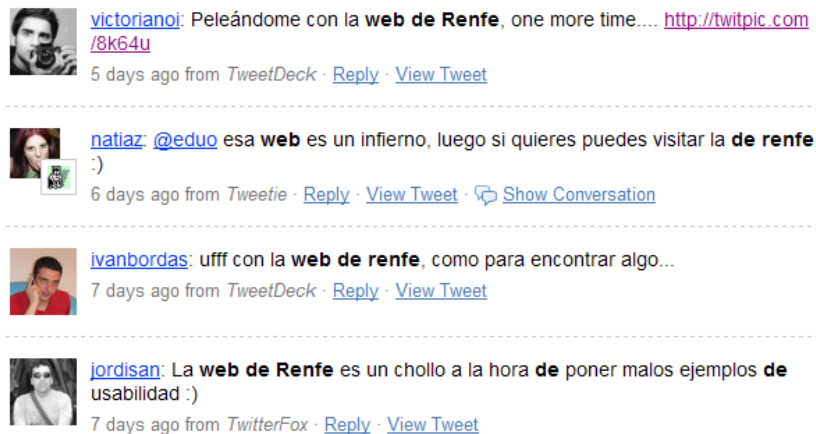 victorianoi: Peleándome con la web de Renfe, one more time.... http://twitpic.com
/8k64u
5 days ago from TweetDeck · Reply · View Tweet
natiaz: @eduo esa web es un infierno, luego si quieres puedes visitar la de renfe
:)
6 days ago from Tweetie · Reply · View Tweet · Show Conversation
ivanbordas: ufff con la web de renfe, como para encontrar algo...
7 days ago from TweetDeck · Reply · View Tweet
jordisan: La web de Renfe es un chollo a la hora de poner malos ejemplos de
usabilidad :)
7 days ago from TwitterFox · Reply · View Tweet